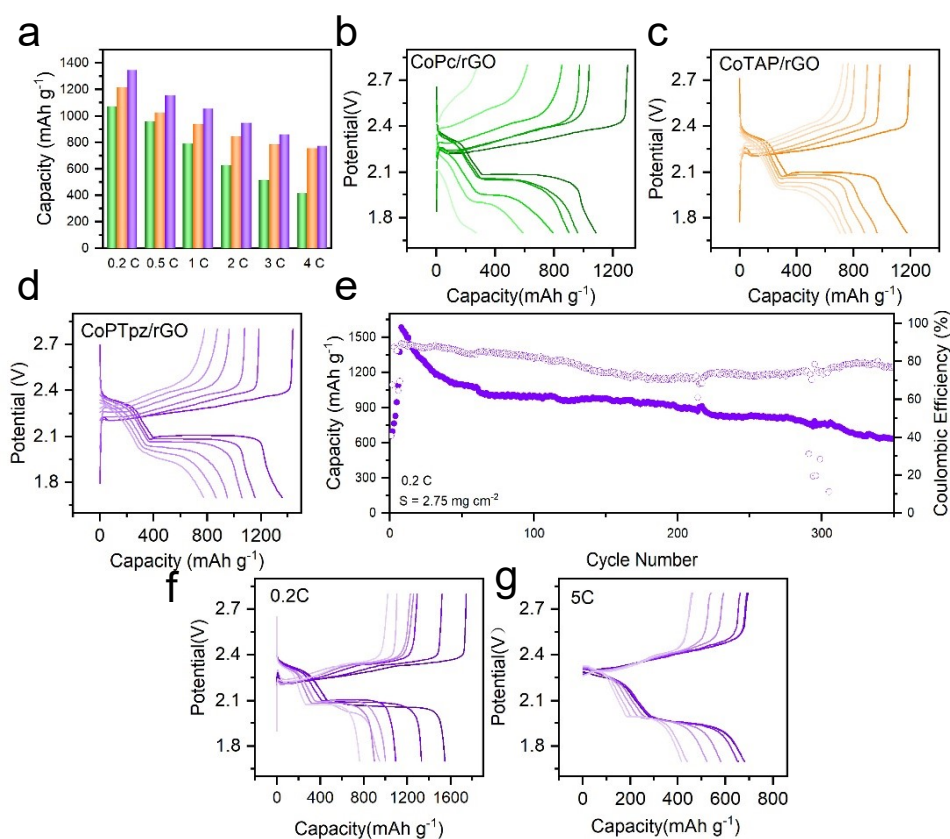 a
1400
1200
1000
800
600
400
200
0
Capacity (mAh g⁻¹)
0.2 C 0.5 C 1 C 2 C 3 C 4 C
b
CoPc/rGO
2.7
2.4
2.1
1.8
Potential(V)
0 400 800 1200
Capacity(mAh g⁻¹)
c
CoTAP/rGO
2.7
2.4
2.1
1.8
Potential (V)
0 400 800 1200
Capacity(mAh g⁻¹)
d
CoPTpz/rGO
2.7
2.4
2.1
1.8
Potential (V)
0 400 800 1200
Capacity (mAh g⁻¹)
e
1500
1200
900
600
300
0
Capacity (mAh g⁻¹)
100
80
60
40
20
0
Coulombic Efficiency (%)
0.2 C
S = 2.75 mg cm⁻²
0 100 200 300
Cycle Number
f
0.2C
2.7
2.4
2.1
1.8
Potential(V)
0 400 800 1200 1600
Capacity(mAh g⁻¹)
g
5C
2.7
2.4
2.1
1.8
Potential(V)
0 200 400 600 800
Capacity(mAh g⁻¹)